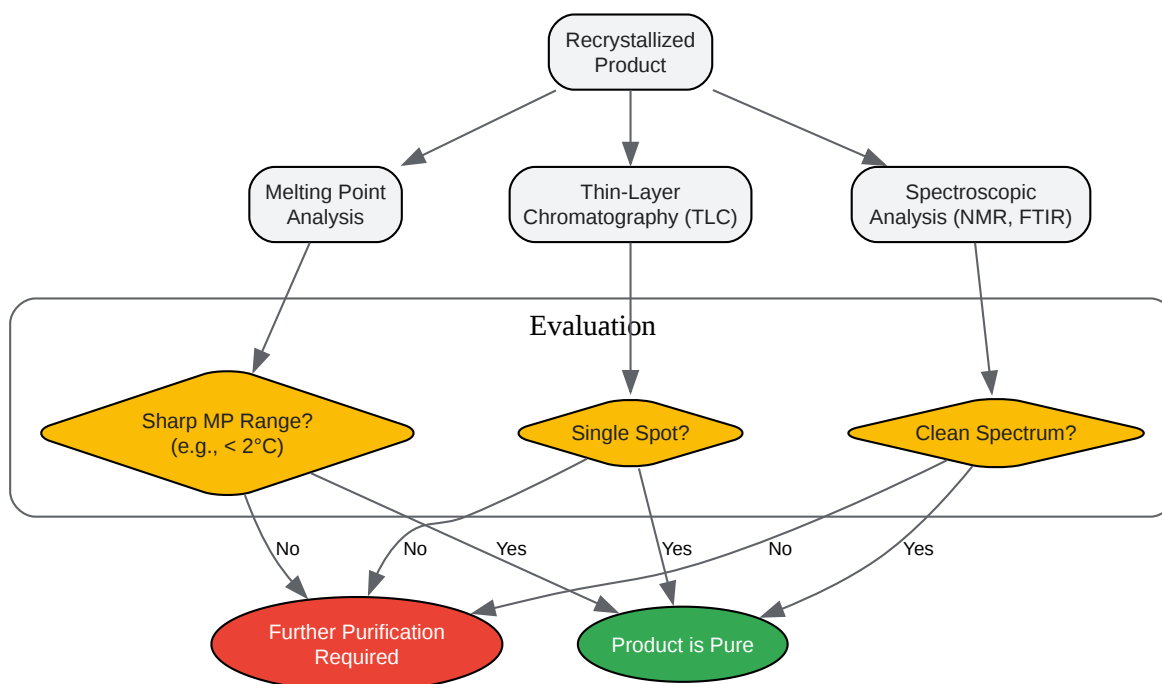 Recrystallized
Product
Melting Point
Analysis
Thin-Layer
Chromatography (TLC)
Spectroscopic
Analysis (NMR, FTIR)
Evaluation
Sharp MP Range?
(e.g., < 2°C)
Single Spot?
Clean Spectrum?
No
No
Yes
Yes
No
Yes
Further Purification
Required
Product is Pure